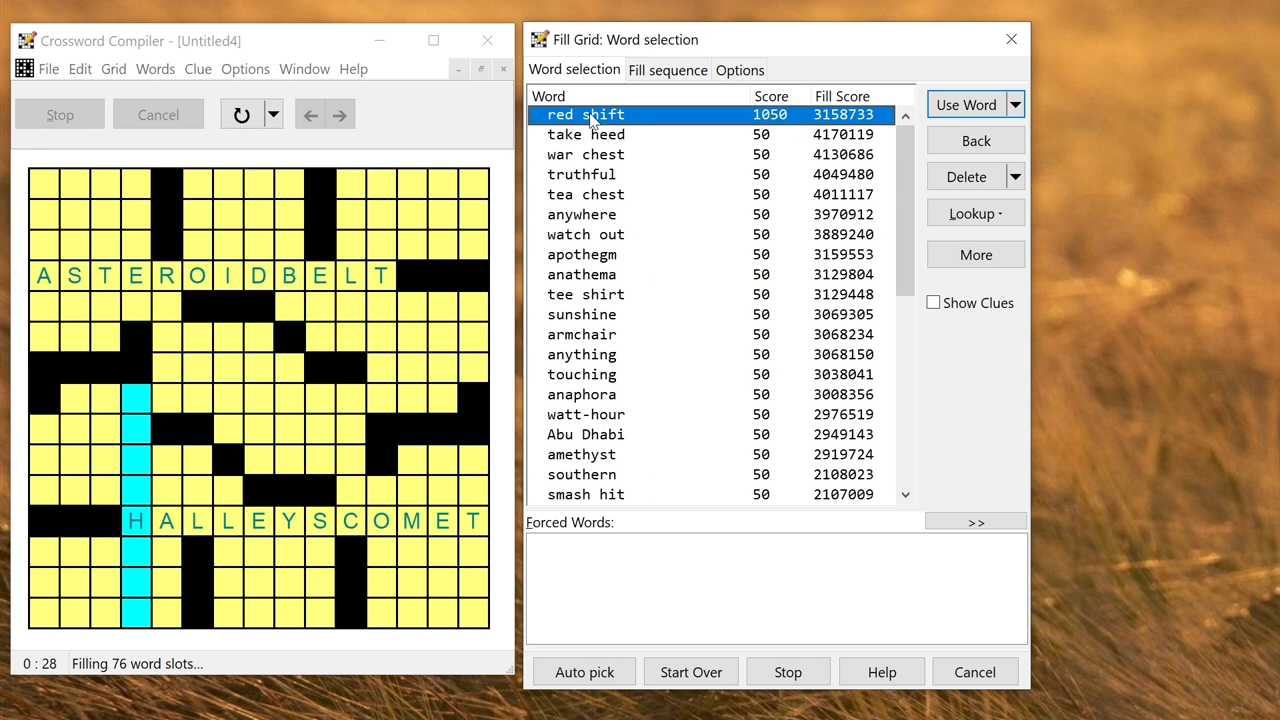 Crossword Compiler - [Untitled4]
File Edit Grid Words Clue Options Window Help
Stop Cancel
ASTEROIDBELT
HALLEYSCOMET
0 : 28 Filling 76 word slots...
Fill Grid: Word selection
Word selection Fill sequence Options
Word Score Fill Score
red shift 1050 3158733
take heed 50 4170119
war chest 50 4130686
truthful 50 4049480
tea chest 50 4011117
anywhere 50 3970912
watch out 50 3889240
apothegm 50 3159553
anathema 50 3129804
tee shirt 50 3129448
sunshine 50 3069305
armchair 50 3068234
anything 50 3068150
touching 50 3038041
anaphora 50 3008356
watt-hour 50 2976519
Abu Dhabi 50 2949143
amethyst 50 2919724
southern 50 2108023
smash hit 50 2107009
Use Word
Back
Delete
Lookup
More
Show Clues
Forced Words: >>
Auto pick Start Over Stop Help Cancel